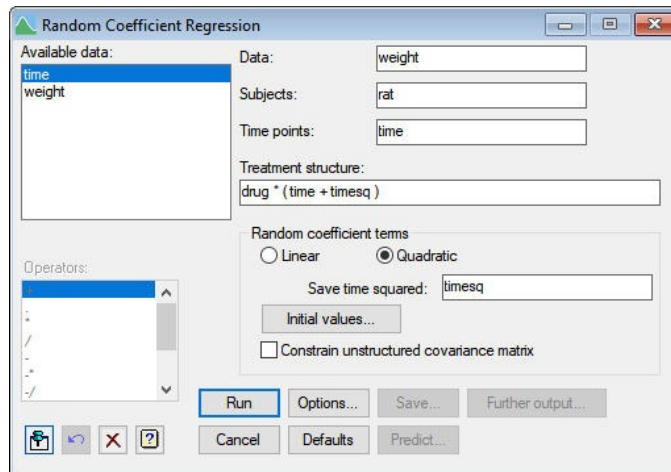 Random Coefficient Regression
Available data:
time
weight
Data:
weight
Subjects:
rat
Time points:
time
Treatment structure:
drug * ( time + timesq )
Random coefficient terms
Linear
Quadratic
Save time squared:
timesq
Initial values...
Constrain unstructured covariance matrix
Operators:
+
.
*
/
-
-*
-/
Run
Options...
Save...
Further output...
Cancel
Defaults
Predict...